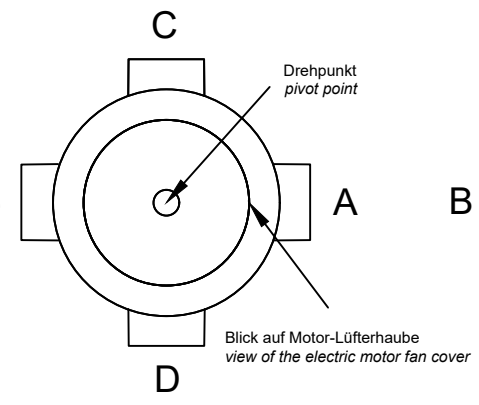 C
Drehpunkt
pivot point
A
B
Blick auf Motor-Lüfterhaube
view of the electric motor fan cover
D